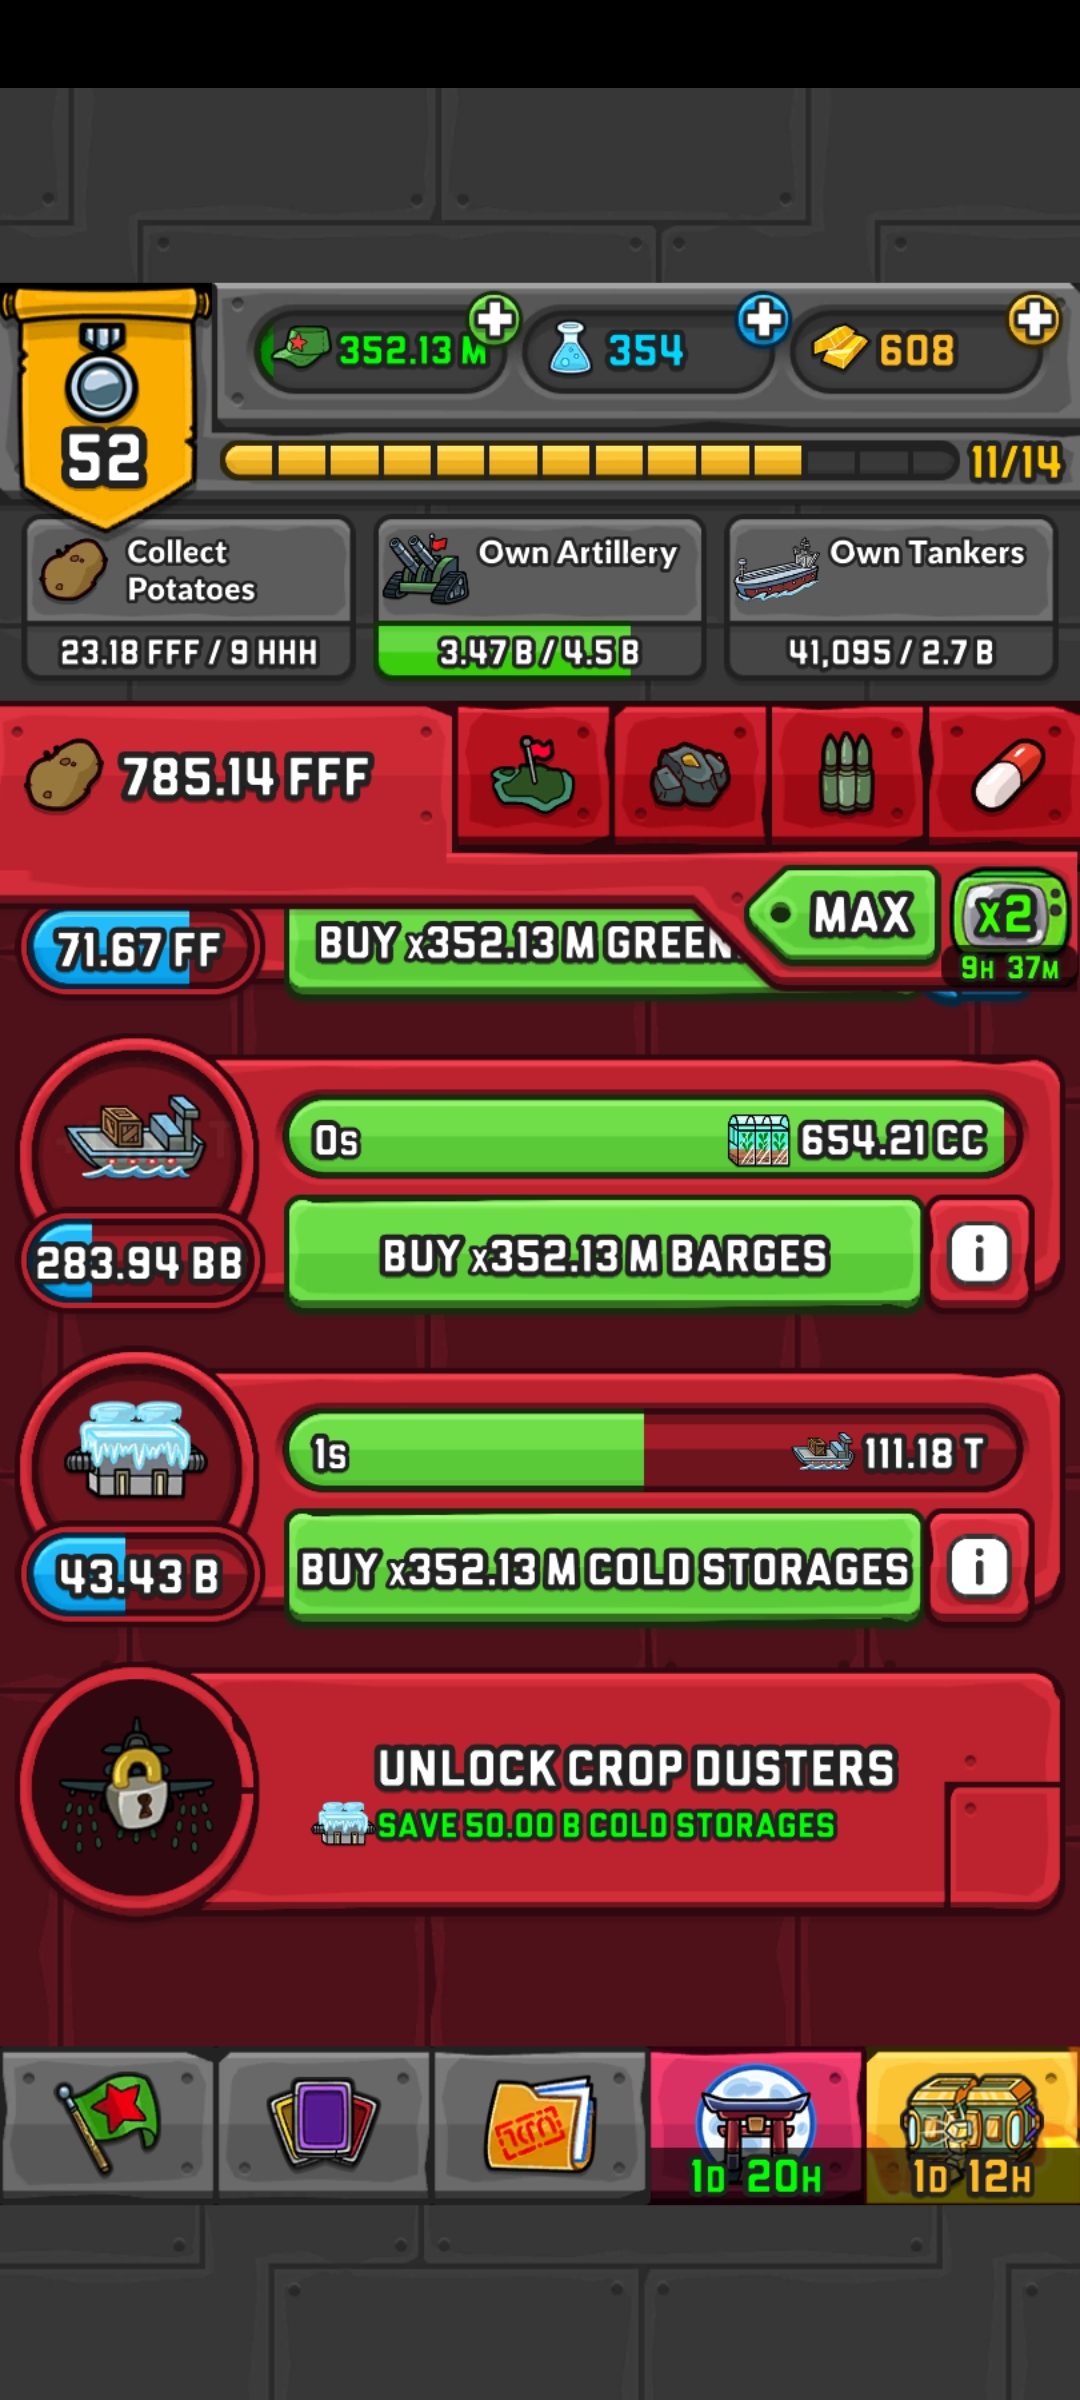 352.13 M
354
608
52
11/14
Collect
Potatoes
Own Artillery
Own Tankers
23.18 FFF / 9 HHH
3.47 B / 4.5 B
41,095 / 2.7 B
785.14 FFF
MAX
x2
9H 37M
71.67 FF
BUY x352.13 M GREEN
0s
654.21 CC
283.94 BB
BUY x352.13 M BARGES
i
1s
111.18 T
43.43 B
BUY x352.13 M COLD STORAGES
i
UNLOCK CROP DUSTERS
SAVE 50.00 B COLD STORAGES
1D 20H
1D 12H